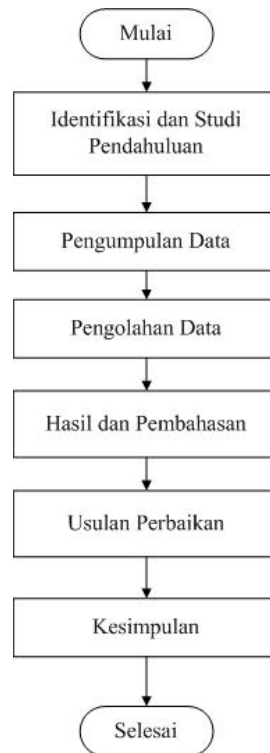 Mulai
Identifikasi dan Studi
Pendahuluan
Pengumpulan Data
Pengolahan Data
Hasil dan Pembahasan
Usulan Perbaikan
Kesimpulan
Selesai